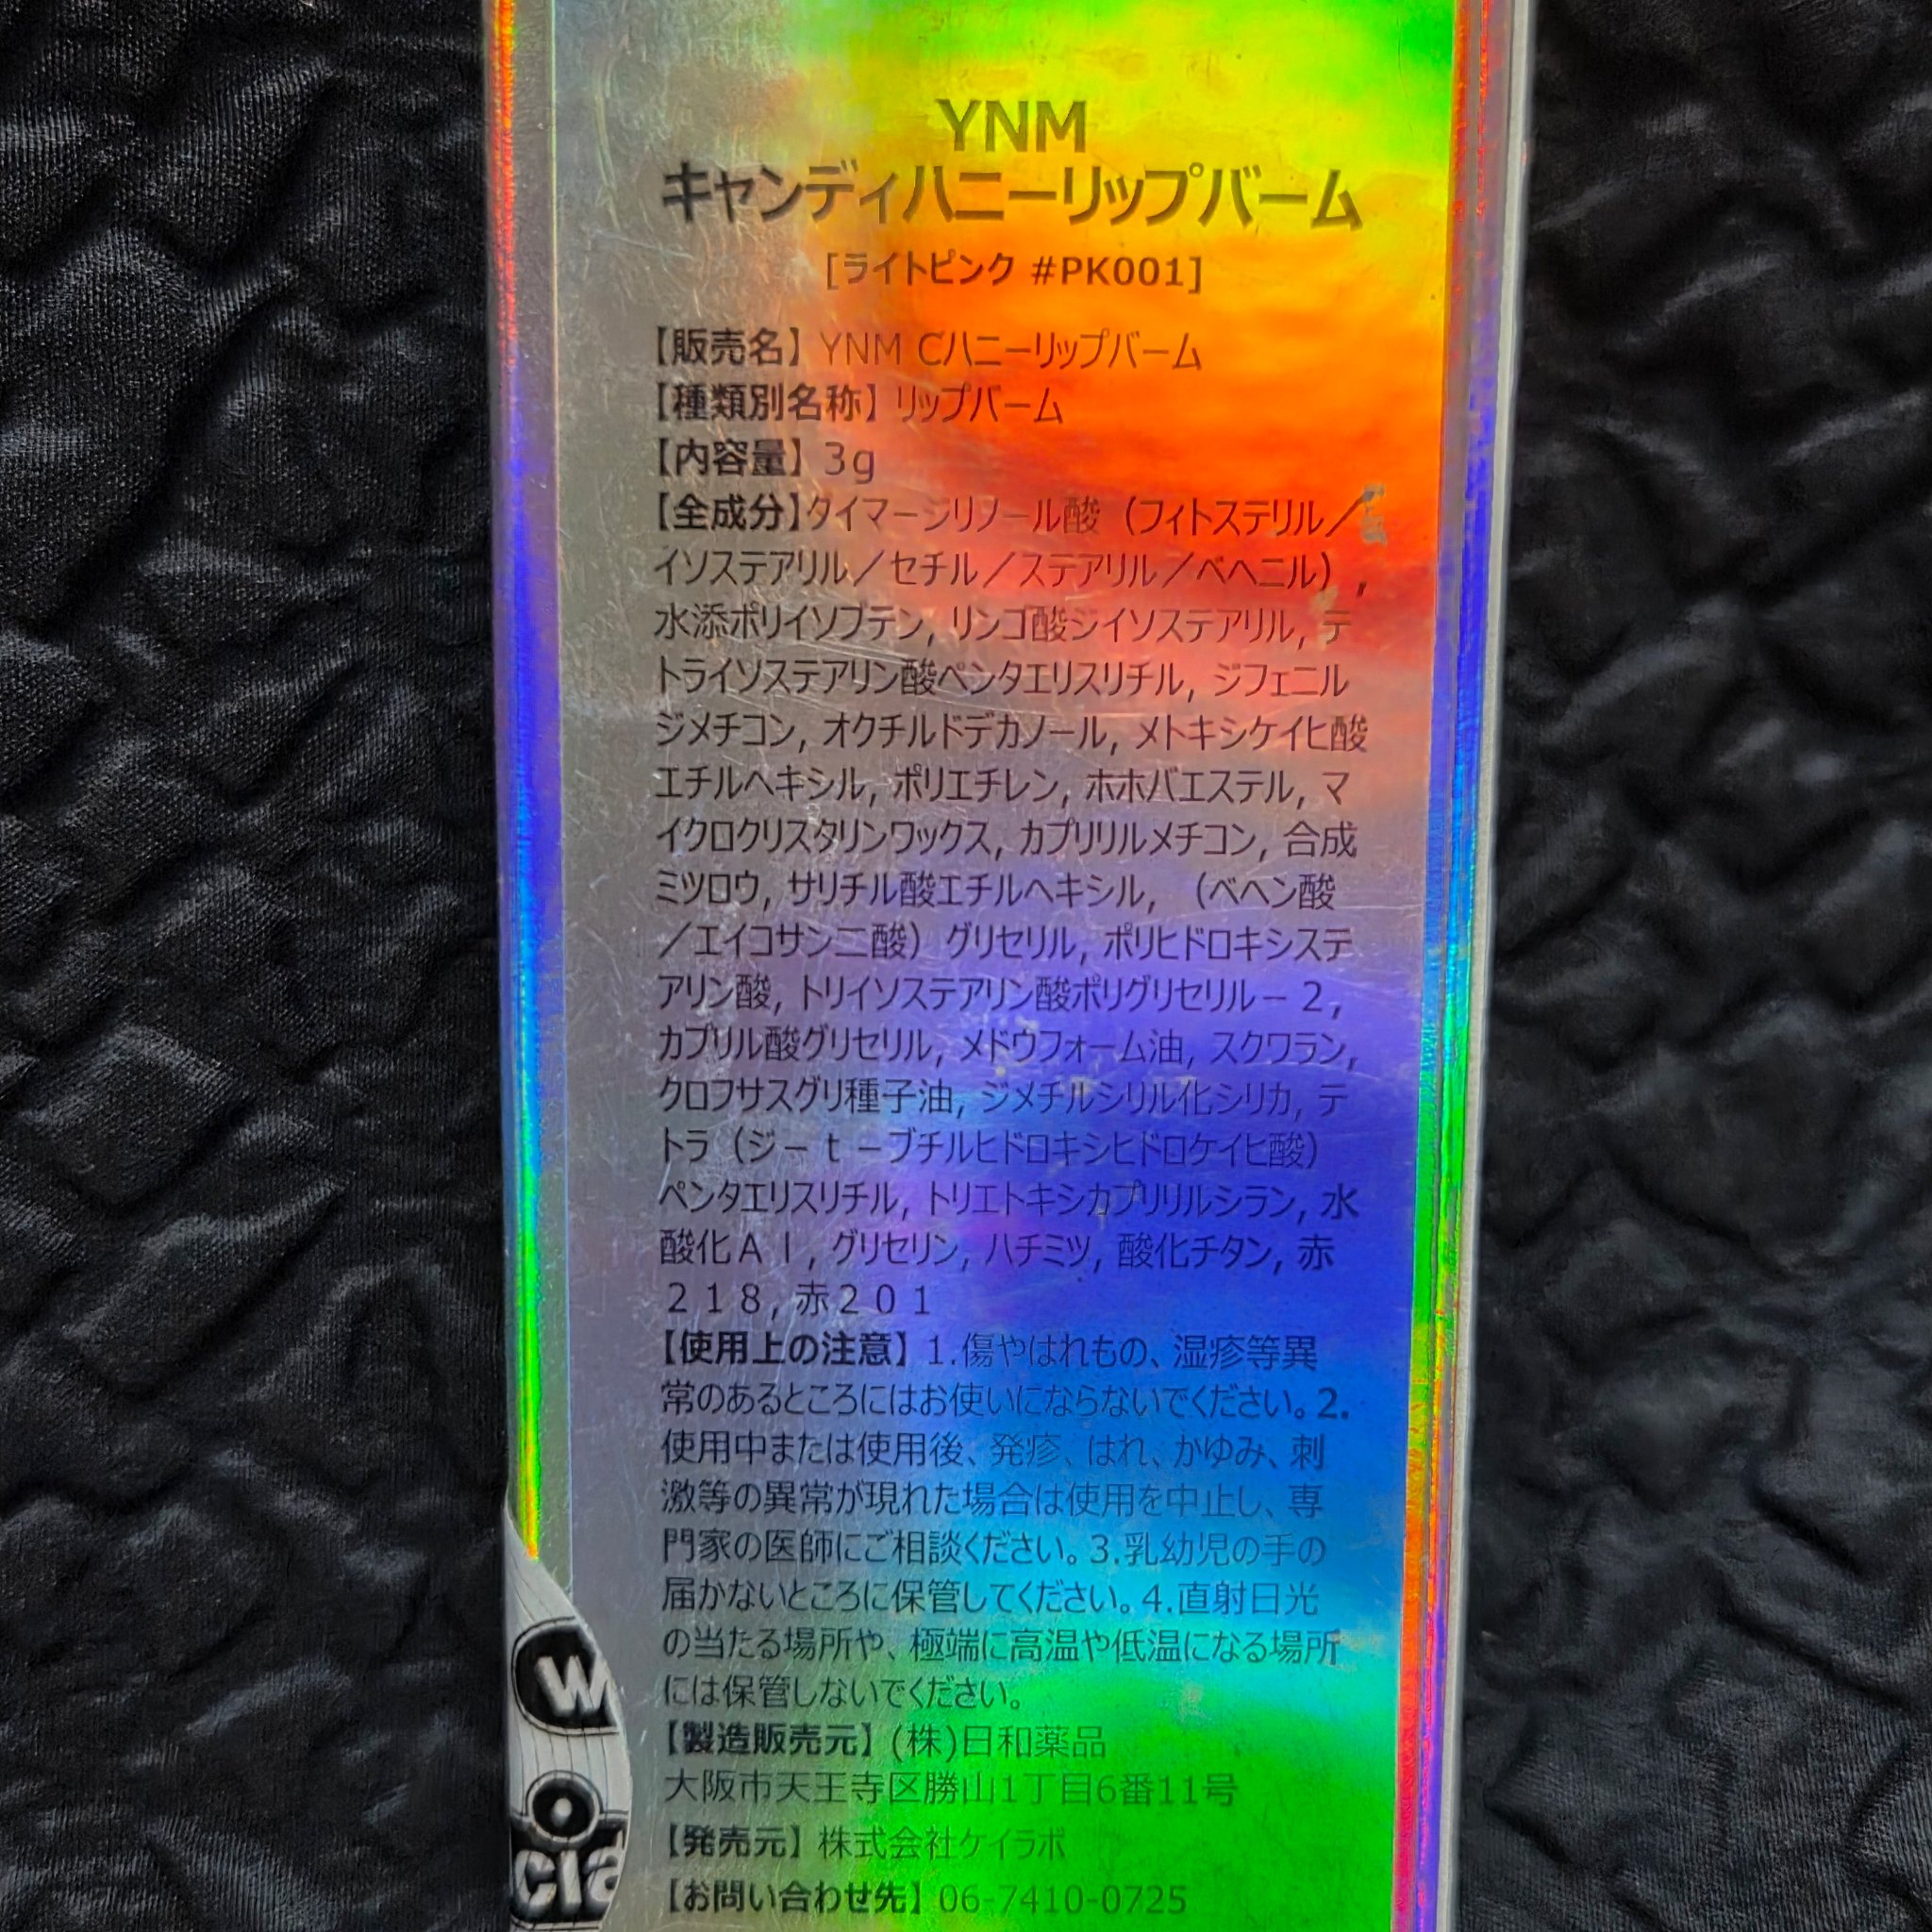 YNM
キャンディハニーリップバーム
[ライトピンク #PK001]
【販売名】YNM Cハニーリップバーム
【種類別名称】リップバーム
【内容量】3g
【全成分】ダイマージリノール酸（フィトステリル／
イソステアリル／セチル／ステアリル／ベヘニル）,
水添ポリイソブテン, リンゴ酸ジイソステアリル, テ
トライソステアリン酸ペンタエリスリチル, ジフェニル
ジメチコン, オクチルドデカノール, メトキシケイヒ酸
エチルヘキシル, ポリエチレン, ホホバエステル, マ
イクロクリスタリンワックス, カプリリルメチコン, 合成
ミツロウ, サリチル酸エチルヘキシル, （ベヘン酸
／エイコサン二酸）グリセリル, ポリヒドロキシステ
アリン酸, トリイソステアリン酸ポリグリセリル－２,
カプリル酸グリセリル, メドウフォーム油, スクワラン,
クロフサスグリ種子油, ジメチルシリル化シリカ, テ
トラ（ジーｔーブチルヒドロキシヒドロケイヒ酸）
ペンタエリスリチル, トリエトキシカプリリルシラン, 水
酸化Ａｌ, グリセリン, ハチミツ, 酸化チタン, 赤
２１８, 赤２０１
【使用上の注意】1.傷やはれもの、湿疹等異
常のあるところにはお使いにならないでください。2.
使用中または使用後、発疹、はれ、かゆみ、刺
激等の異常が現れた場合は使用を中止し、専
門家の医師にご相談ください。3.乳幼児の手の
届かないところに保管してください。4.直射日光
の当たる場所や、極端に高温や低温になる場所
には保管しないでください。
【製造販売元】(株)日和薬品
大阪市天王寺区勝山1丁目6番11号
【発売元】株式会社ケイラボ
【お問い合わせ先】06-7410-0725